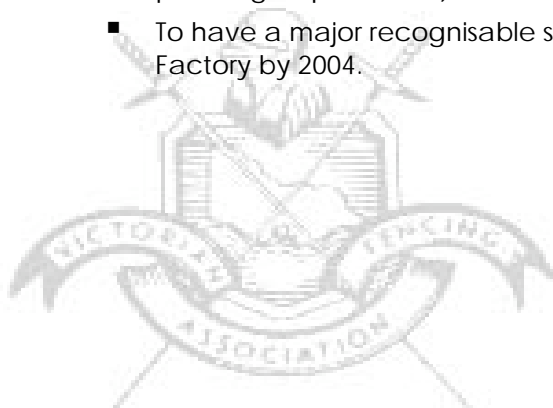 To have a major recognisable s
Factory by 2004.
VICTORIAN
FENCING
ASSOCIATION